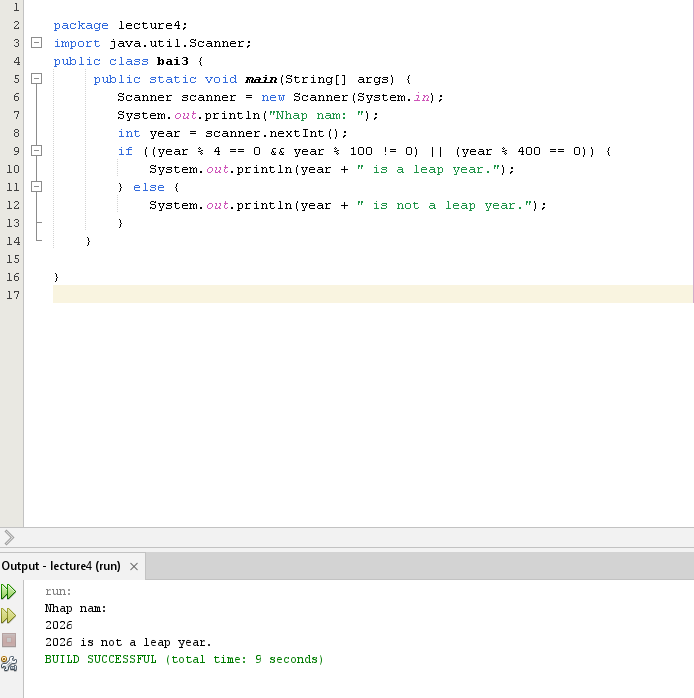 1
2 package lecture4;
3 import java.util.Scanner;
4 public class bai3 {
5 public static void main(String[] args) {
6 Scanner scanner = new Scanner(System.in);
7 System.out.println("Nhap nam: ");
8 int year = scanner.nextInt();
9 if ((year % 4 == 0 && year % 100 != 0) || (year % 400 == 0)) {
10 System.out.println(year + " is a leap year.");
11 } else {
12 System.out.println(year + " is not a leap year.");
13 }
14 }
15
16 }
17
Output - lecture4 (run)
run:
Nhap nam:
2026
2026 is not a leap year.
BUILD SUCCESSFUL (total time: 9 seconds)